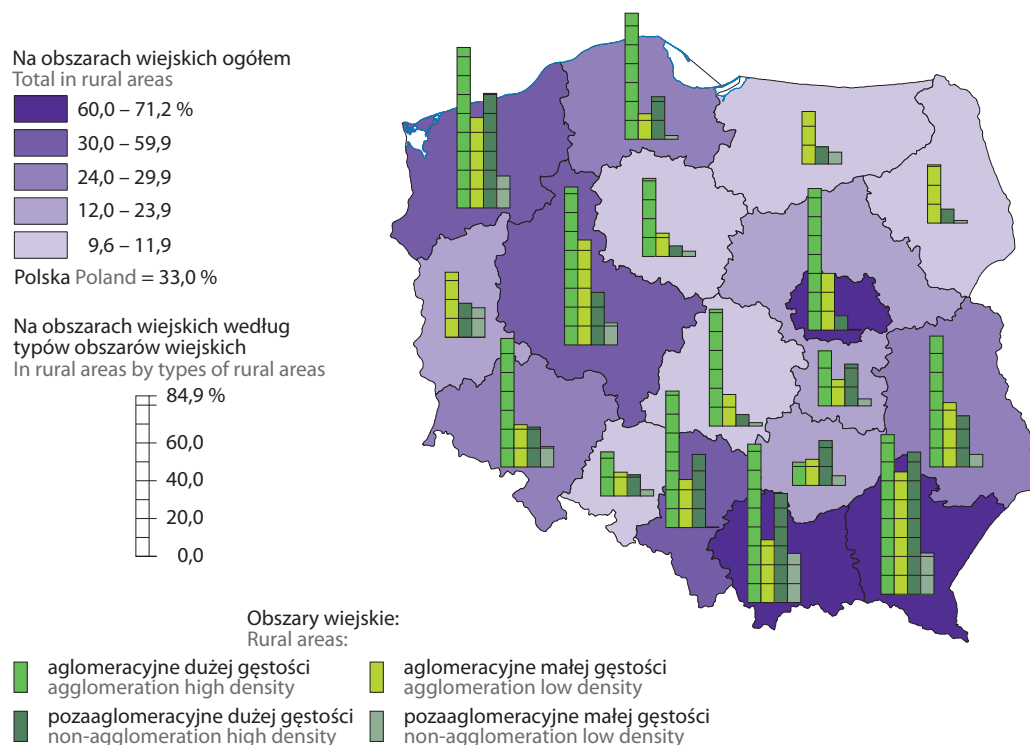 Na obszarach wiejskich ogółem
Total in rural areas
60,0 – 71,2 %
30,0 – 59,9
24,0 – 29,9
12,0 – 23,9
9,6 – 11,9
Polska Poland = 33,0 %
Na obszarach wiejskich według
typów obszarów wiejskich
In rural areas by types of rural areas
84,9 %
60,0
40,0
20,0
0,0
Obszary wiejskie:
Rural areas:
aglomeracyjne dużej gęstości
agglomeration high density
aglomeracyjne małej gęstości
agglomeration low density
pozaaglomeracyjne dużej gęstości
non-agglomeration high density
pozaaglomeracyjne małej gęstości
non-agglomeration low density